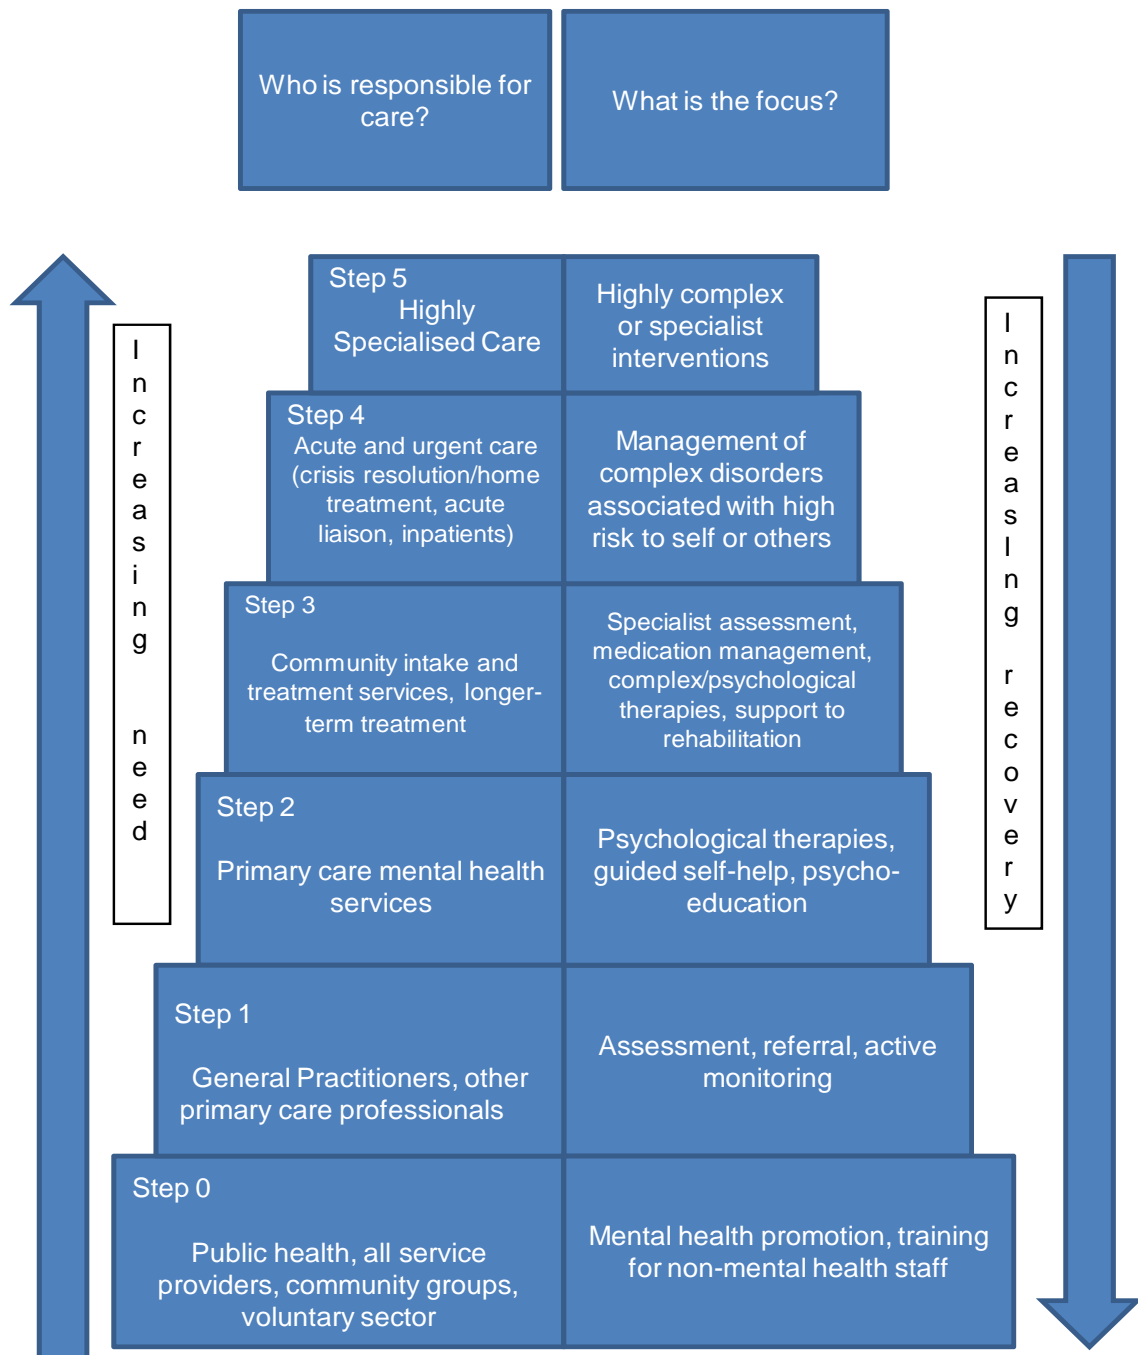 Who is responsible for
care?
What is the focus?
Step 5
Highly
Specialised Care
Highly complex
or specialist
interventions
Step 4
Acute and urgent care
(crisis resolution/home
treatment, acute
liaison, inpatients)
Management of
complex disorders
associated with high
risk to self or others
Step 3
Community intake and
treatment services, longer-
term treatment
Specialist assessment,
medication management,
complex/psychological
therapies, support to
rehabilitation
Step 2
Primary care mental health
services
Psychological therapies,
guided self-help, psycho-
education
Step 1
General Practitioners, other
primary care professionals
Assessment, referral, active
monitoring
Step 0
Public health, all service
providers, community groups,
voluntary sector
Mental health promotion, training
for non-mental health staff
Increasing need
IncreasIng recovery